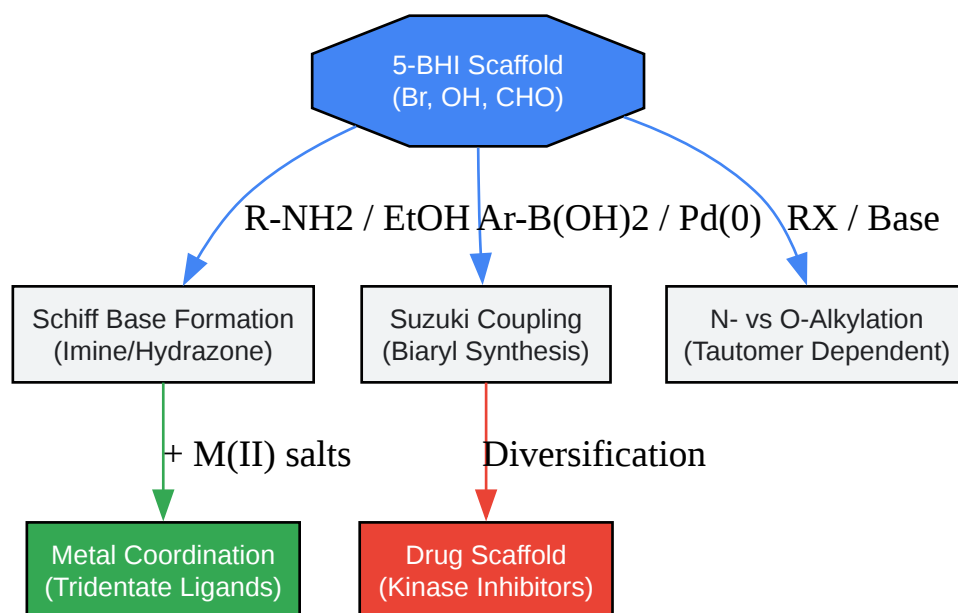 5-BHI Scaffold
(Br, OH, CHO)
R-NH2 / EtOH
Ar-B(OH)2 / Pd(0)
RX / Base
Schiff Base Formation
(Imine/Hydrazone)
Suzuki Coupling
(Biaryl Synthesis)
N- vs O-Alkylation
(Tautomer Dependent)
+ M(II) salts
Diversification
Metal Coordination
(Tridentate Ligands)
Drug Scaffold
(Kinase Inhibitors)